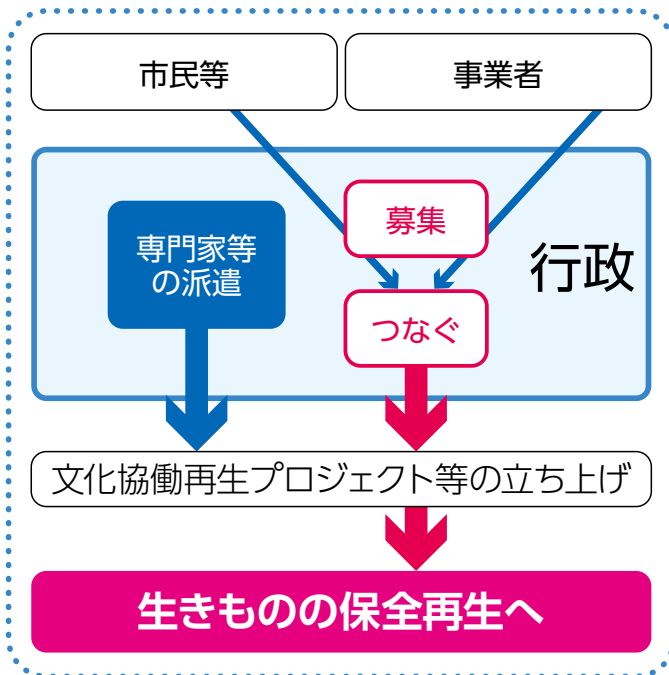 市民等
事業者
募集
専門家等
の派遣
行政
つなぐ
文化協働再生プロジェクト等の立ち上げ
生きものの保全再生へ